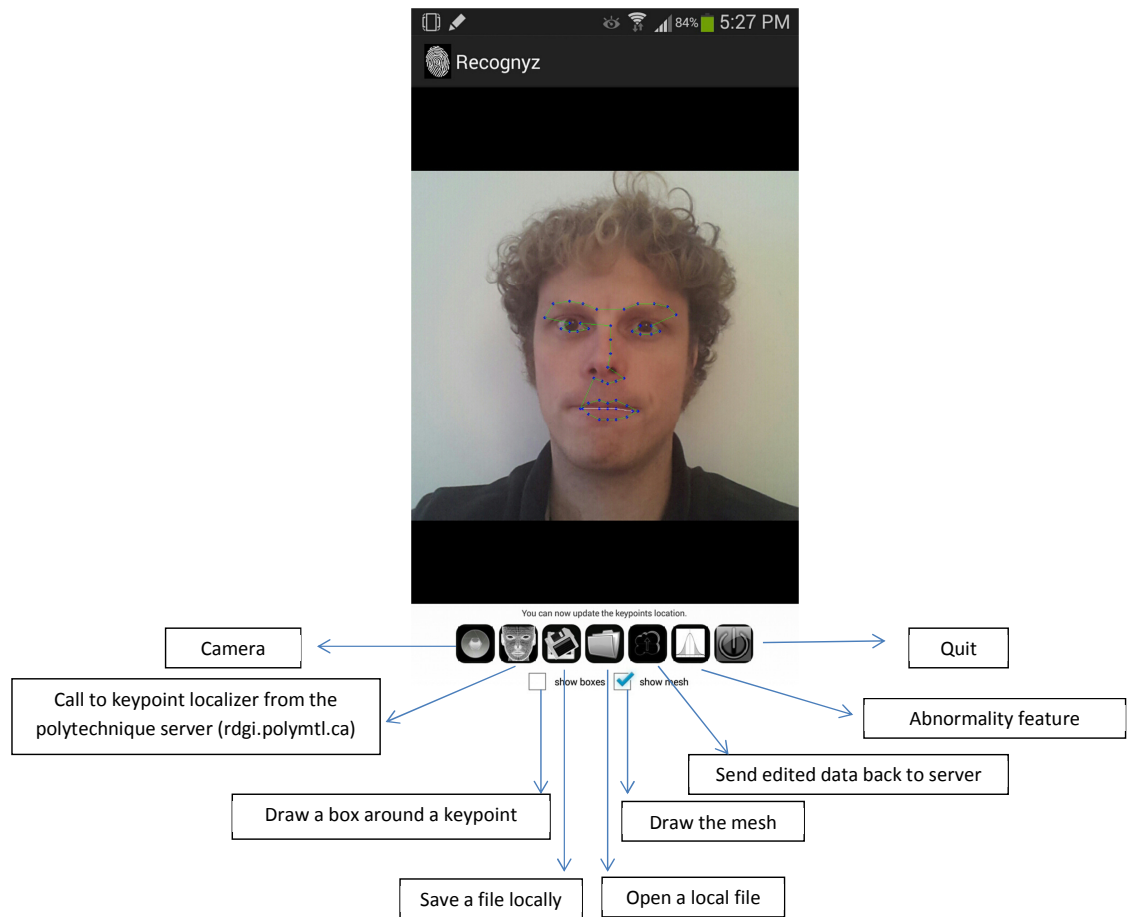 84% 5:27 PM
Recognyz
You can now update the keypoints location.
Camera
Quit
show boxes
show mesh
Call to keypoint localizer from the
polytechnique server (rdgi.polymtl.ca)
Abnormality feature
Send edited data back to server
Draw a box around a keypoint
Draw the mesh
Save a file locally
Open a local file